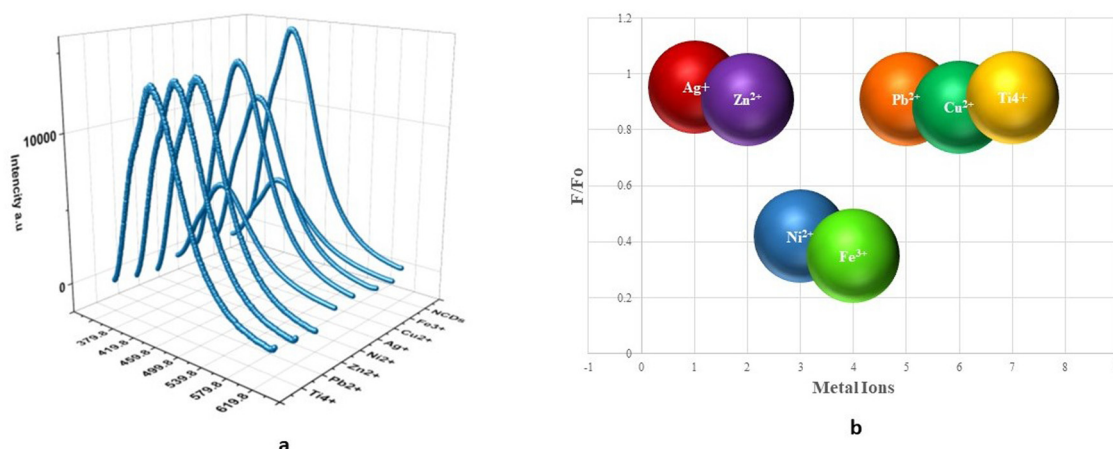 Intencity a.u
10000
0
379.8
419.8
459.8
499.8
539.8
579.8
619.8
NCDs
Fe3+
Cu2+
Ag+
Ni2+
Zn2+
Pb2+
Ti4+
a
F/Fo
1.2
1
0.8
0.6
0.4
0.2
0
-1 0 1 2 3 4 5 6 7 8
Ag+
Zn²⁺
Pb²⁺
Cu²⁺
Ti4+
Ni²⁺
Fe³⁺
Metal Ions
b